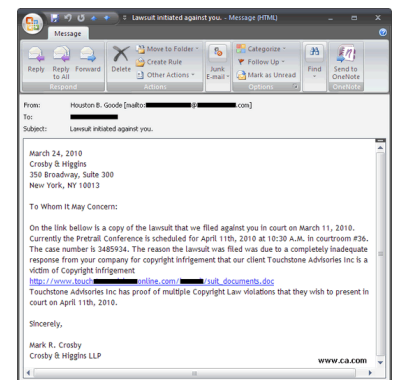 Lawsuit initiated against you. - Message (HTML)
Message
Reply
Reply to All
Forward
Delete
Move to Folder
Create Rule
Other Actions
Junk E-mail
Categorize
Follow Up
Mark as Unread
Find
Send to OneNote
Respond
Actions
Options
OneNote
From: Houston B. Goode [mailto: @ .com]
To:
Subject: Lawsuit initiated against you.
March 24, 2010
Crosby & Higgins
350 Broadway, Suite 300
New York, NY 10013
To Whom It May Concern:
On the link bellow is a copy of the lawsuit that we filed against you in court on March 11, 2010.
Currently the Pretrail Conference is scheduled for April 11th, 2010 at 10:30 A.M. in courtroom #36.
The case number is 3485934. The reason the lawsuit was filed was due to a completely inadequate
response from your company for copyright infrigement that our client Touchstone Advisories Inc is a
victim of Copyright infrigement
http://www.touch online.com/ /suit_documents.doc
Touchstone Advisories Inc has proof of multiple Copyright Law violations that they wish to present in
court on April 11th, 2010.
Sincerely,
Mark R. Crosby
Crosby & Higgins LLP
www.ca.com